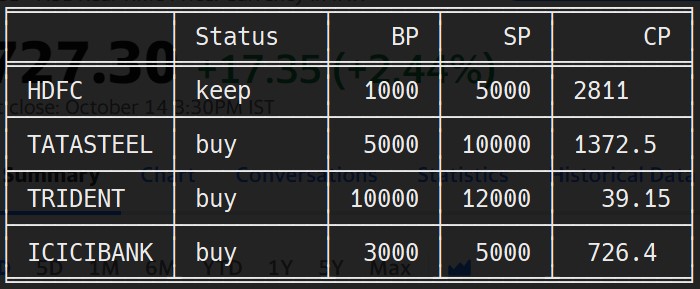 727.30 +17.35 (+2.44%)
Status BP SP CP
HDFC keep 1000 5000 2811
close: October 14 3:30PM IST
TATASTEEL buy 5000 10000 1372.5
Summary Chart Conversations Statistics Historical Data
TRIDENT buy 10000 12000 39.15
ICICIBANK buy 3000 5000 726.4
5D 1M 6M YTD 1Y 5Y Max